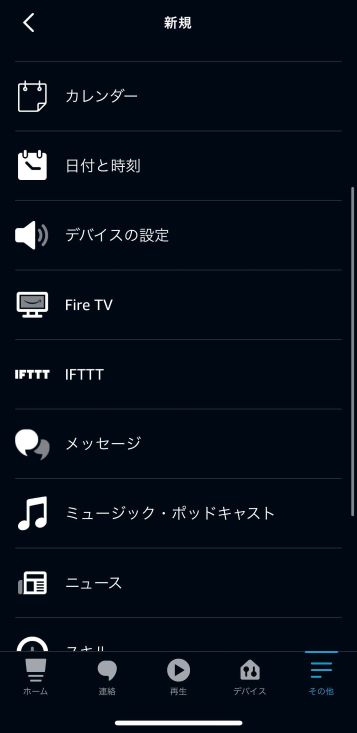 新規
カレンダー
日付と時刻
デバイスの設定
Fire TV
IFTTT IFTTT
メッセージ
ミュージック・ポッドキャスト
ニュース
スキル
ホーム 連絡 再生 デバイス その他